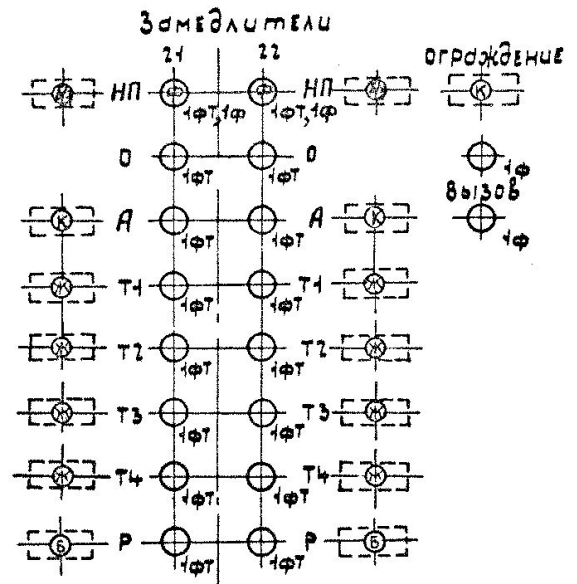 Замедлители
21 22 ограждение
М НП Ф Ф НП М К
1фт,1ф 1фт,1ф
О О
1фт 1фт 1ф
К А А К вызов
1фт 1фт 1ф
Ж Т1 Т1 Ж
1фт 1фт
Ж Т2 Т2 Ж
1фт 1фт
Ж Т3 Т3 Ж
1фт 1фт
Ж Т4 Т4 Ж
1фт 1фт
Б Р Р Б
1фт 1фт